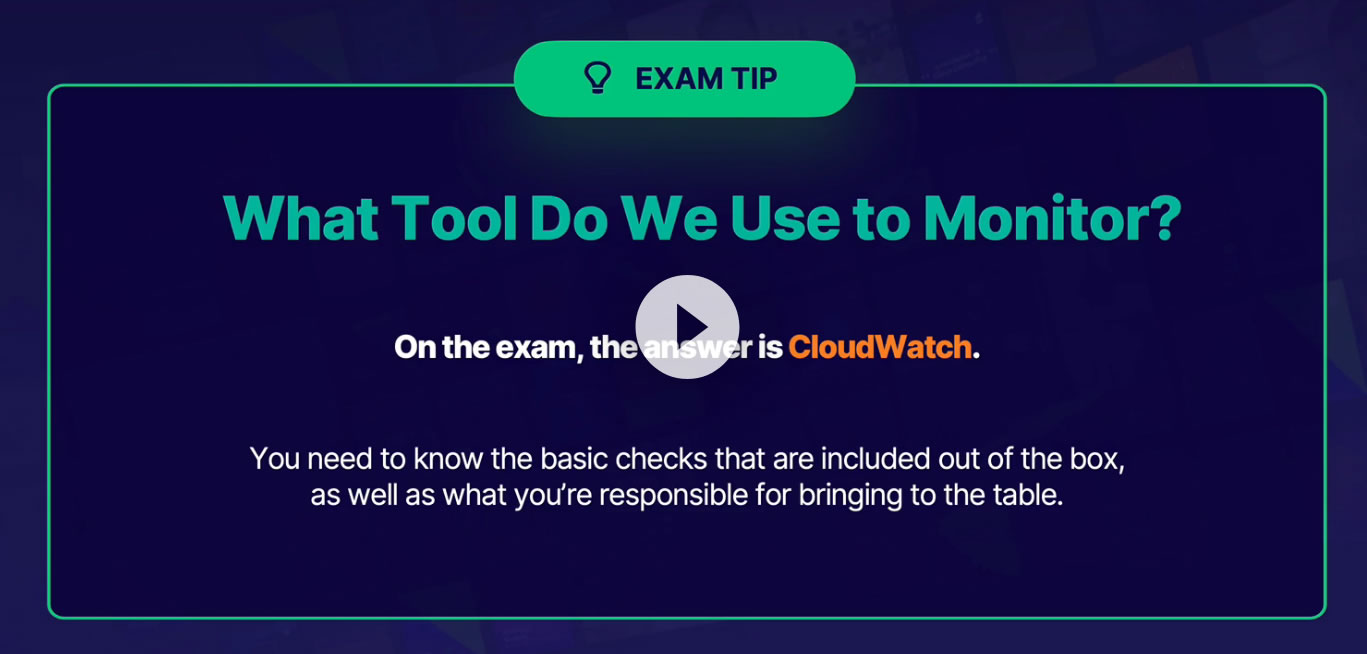 EXAM TIP
What Tool Do We Use to Monitor?
On the exam, the answer is CloudWatch.
You need to know the basic checks that are included out of the box,
as well as what you’re responsible for bringing to the table.